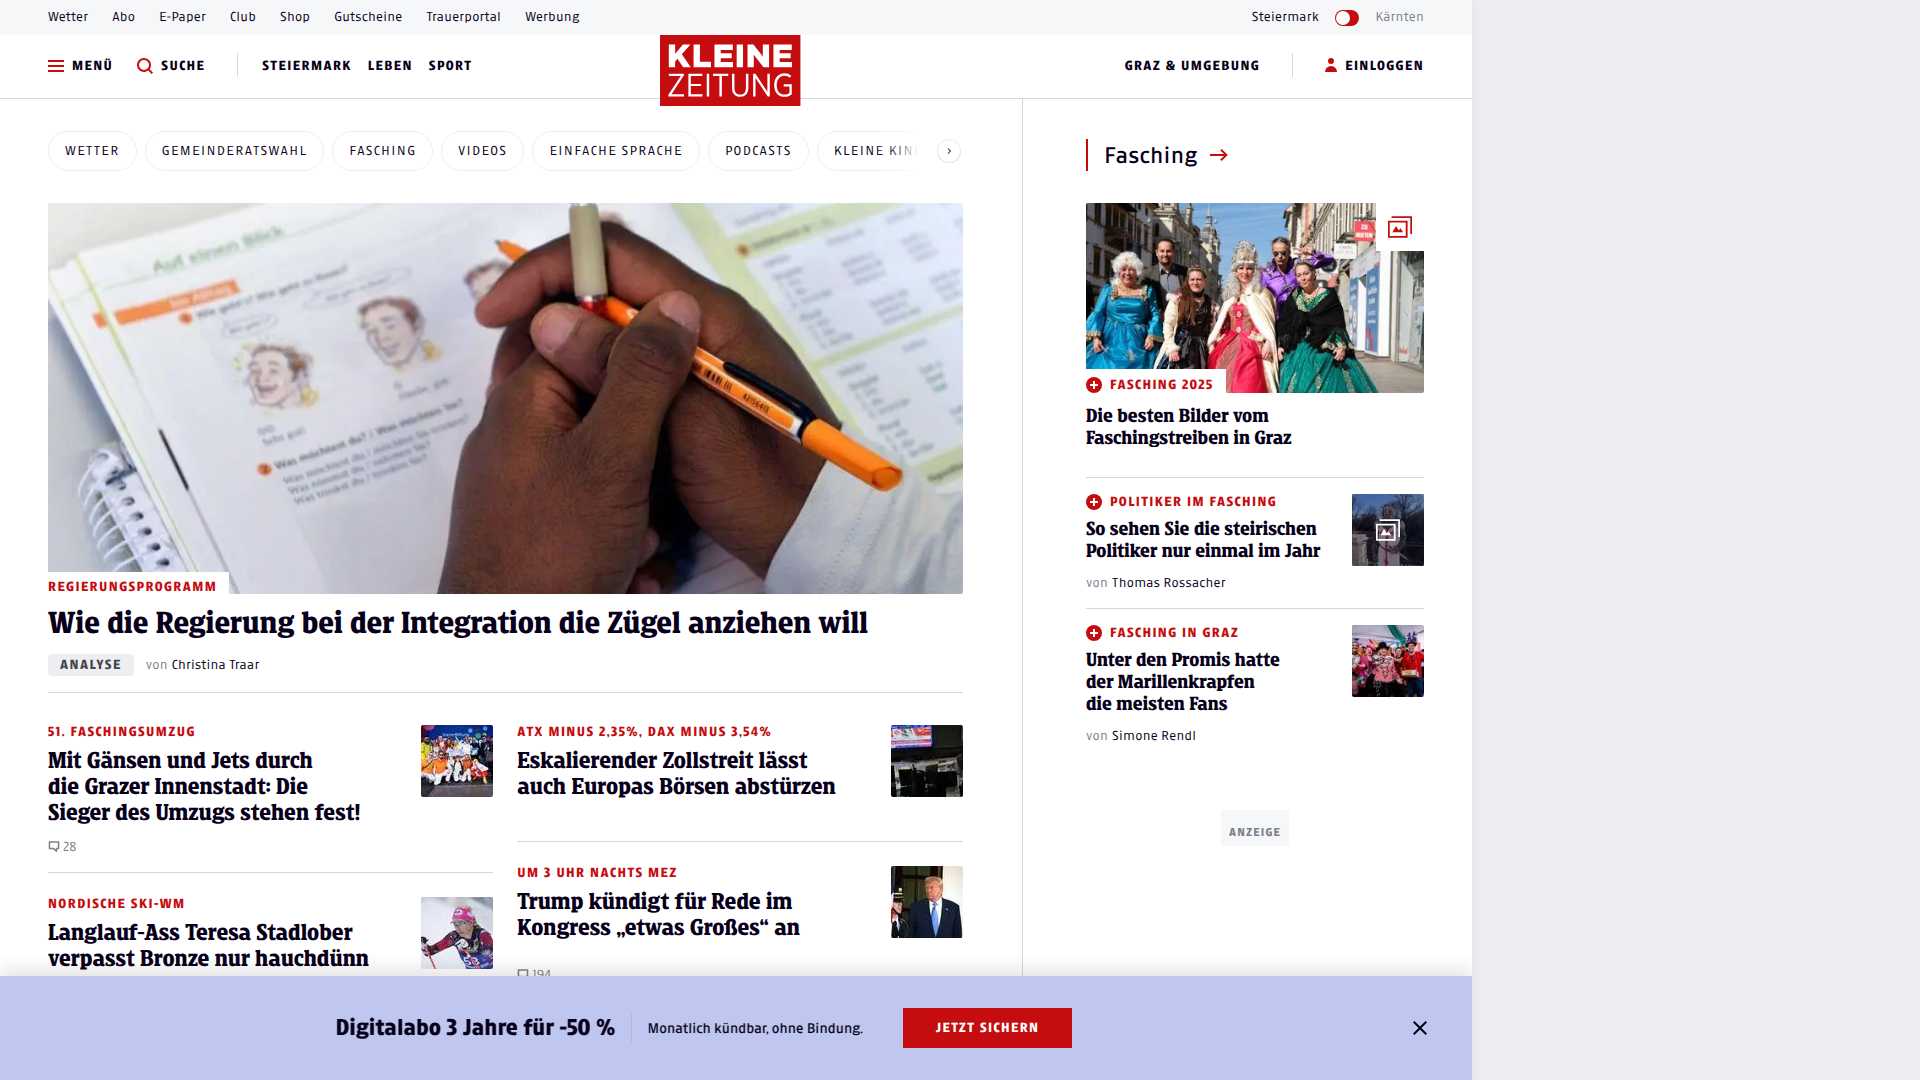 Wetter Abo E-Paper Club Shop Gutscheine Trauerportal Werbung Steiermark Kärnten
MENÜ SUCHE STEIERMARK LEBEN SPORT KLEINE ZEITUNG GRAZ & UMGEBUNG EINLOGGEN
WETTER GEMEINDERATSWAHL FASCHING VIDEOS EINFACHE SPRACHE PODCASTS KLEINE KIN
Auf einen Blick
REGIERUNGSPROGRAMM
Wie die Regierung bei der Integration die Zügel anziehen will
ANALYSE von Christina Traar
51. FASCHINGSUMZUG
Mit Gänsen und Jets durch
die Grazer Innenstadt: Die
Sieger des Umzugs stehen fest!
28
NORDISCHE SKI-WM
Langlauf-Ass Teresa Stadlober
verpasst Bronze nur hauchdünn
ATX MINUS 2,35%, DAX MINUS 3,54%
Eskalierender Zollstreit lässt
auch Europas Börsen abstürzen
UM 3 UHR NACHTS MEZ
Trump kündigt für Rede im
Kongress „etwas Großes“ an
194
Fasching
FASCHING 2025
Die besten Bilder vom
Faschingstreiben in Graz
POLITIKER IM FASCHING
So sehen Sie die steirischen
Politiker nur einmal im Jahr
von Thomas Rossacher
FASCHING IN GRAZ
Unter den Promis hatte
der Marillenkrapfen
die meisten Fans
von Simone Rendl
ANZEIGE
Digitalabo 3 Jahre für -50 %
Monatlich kündbar, ohne Bindung.
JETZT SICHERN